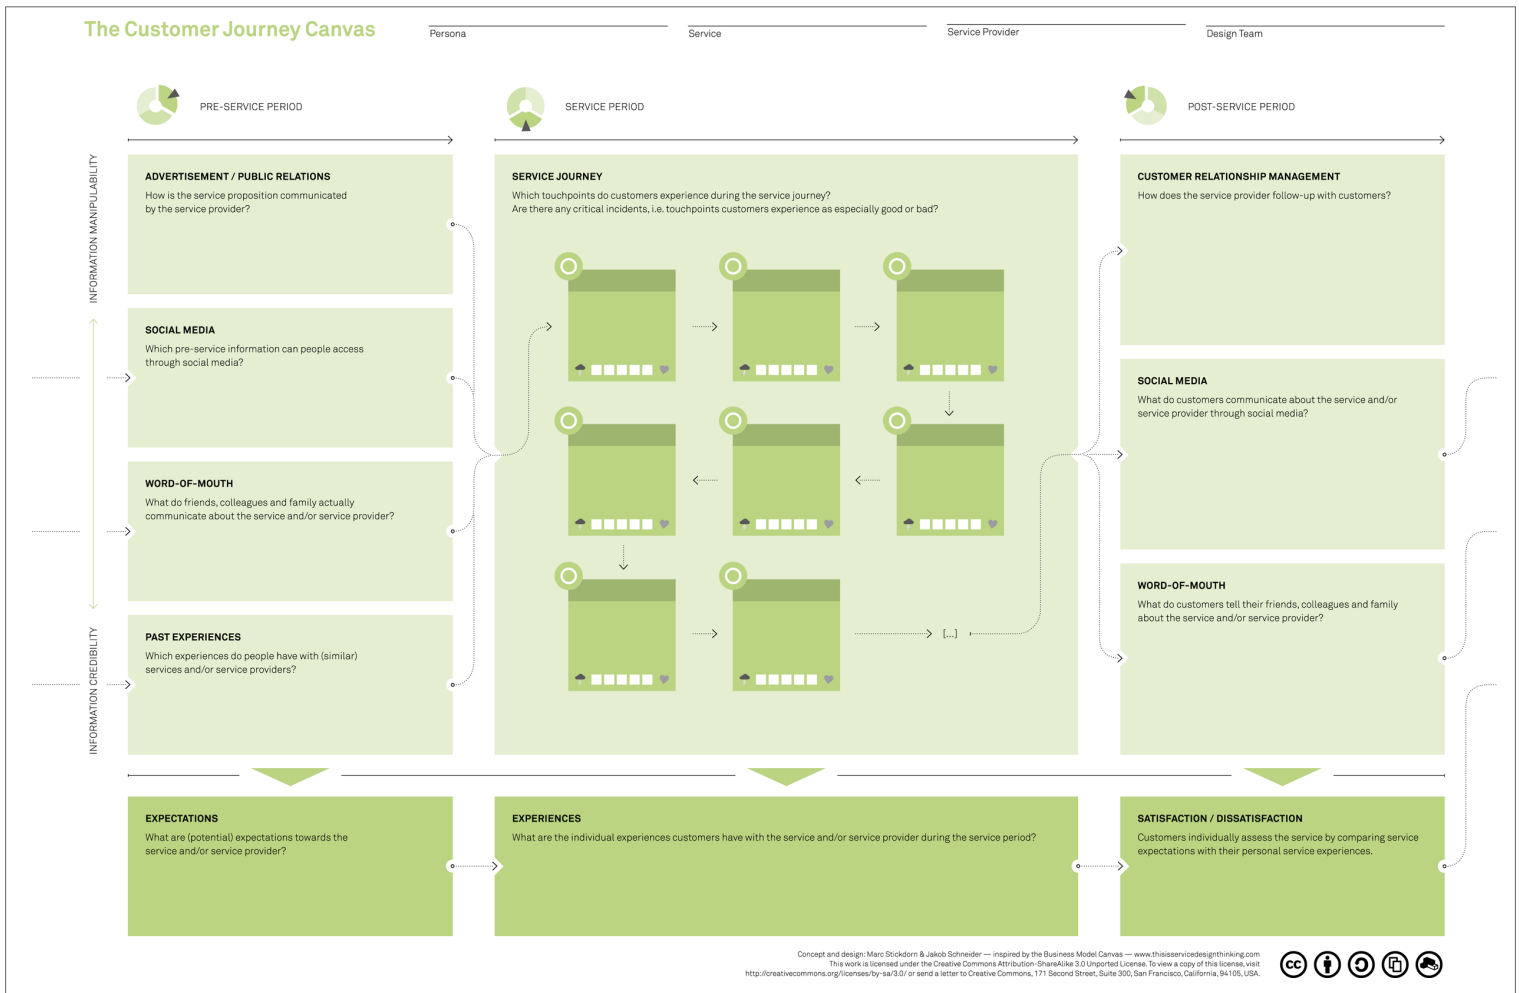 The Customer Journey Canvas
Persona
Service
Service Provider
Design Team
PRE-SERVICE PERIOD
SERVICE PERIOD
POST-SERVICE PERIOD
INFORMATION MANIPULABILITY
INFORMATION CREDIBILITY
ADVERTISEMENT / PUBLIC RELATIONS
How is the service proposition communicated
by the service provider?
SOCIAL MEDIA
Which pre-service information can people access
through social media?
WORD-OF-MOUTH
What do friends, colleagues and family actually
communicate about the service and/or service provider?
PAST EXPERIENCES
Which experiences do people have with (similar)
services and/or service providers?
SERVICE JOURNEY
Which touchpoints do customers experience during the service journey?
Are there any critical incidents, i.e. touchpoints customers experience as especially good or bad?
[...]
CUSTOMER RELATIONSHIP MANAGEMENT
How does the service provider follow-up with customers?
SOCIAL MEDIA
What do customers communicate about the service and/or
service provider through social media?
WORD-OF-MOUTH
What do customers tell their friends, colleagues and family
about the service and/or service provider?
EXPECTATIONS
What are (potential) expectations towards the
service and/or service provider?
EXPERIENCES
What are the individual experiences customers have with the service and/or service provider during the service period?
SATISFACTION / DISSATISFACTION
Customers individually assess the service by comparing service
expectations with their personal service experiences.
Concept and design: Marc Stickdorn & Jakob Schneider — inspired by the Business Model Canvas — www.thisisservicedesignthinking.com
This work is licensed under the Creative Commons Attribution-ShareAlike 3.0 Unported License. To view a copy of this license, visit
http://creativecommons.org/licenses/by-sa/3.0/ or send a letter to Creative Commons, 171 Second Street, Suite 300, San Francisco, California, 94105, USA.
cc